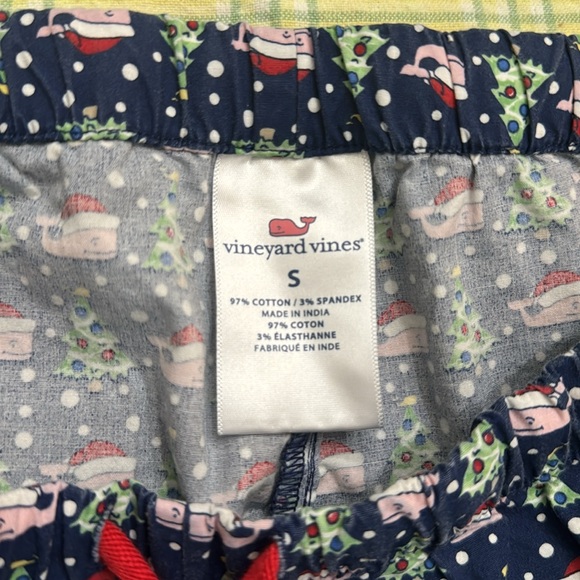 vineyard vines®
S
97% COTTON / 3% SPANDEX
MADE IN INDIA
97% COTON
3% ÉLASTHANNE
FABRIQUÉ EN INDE